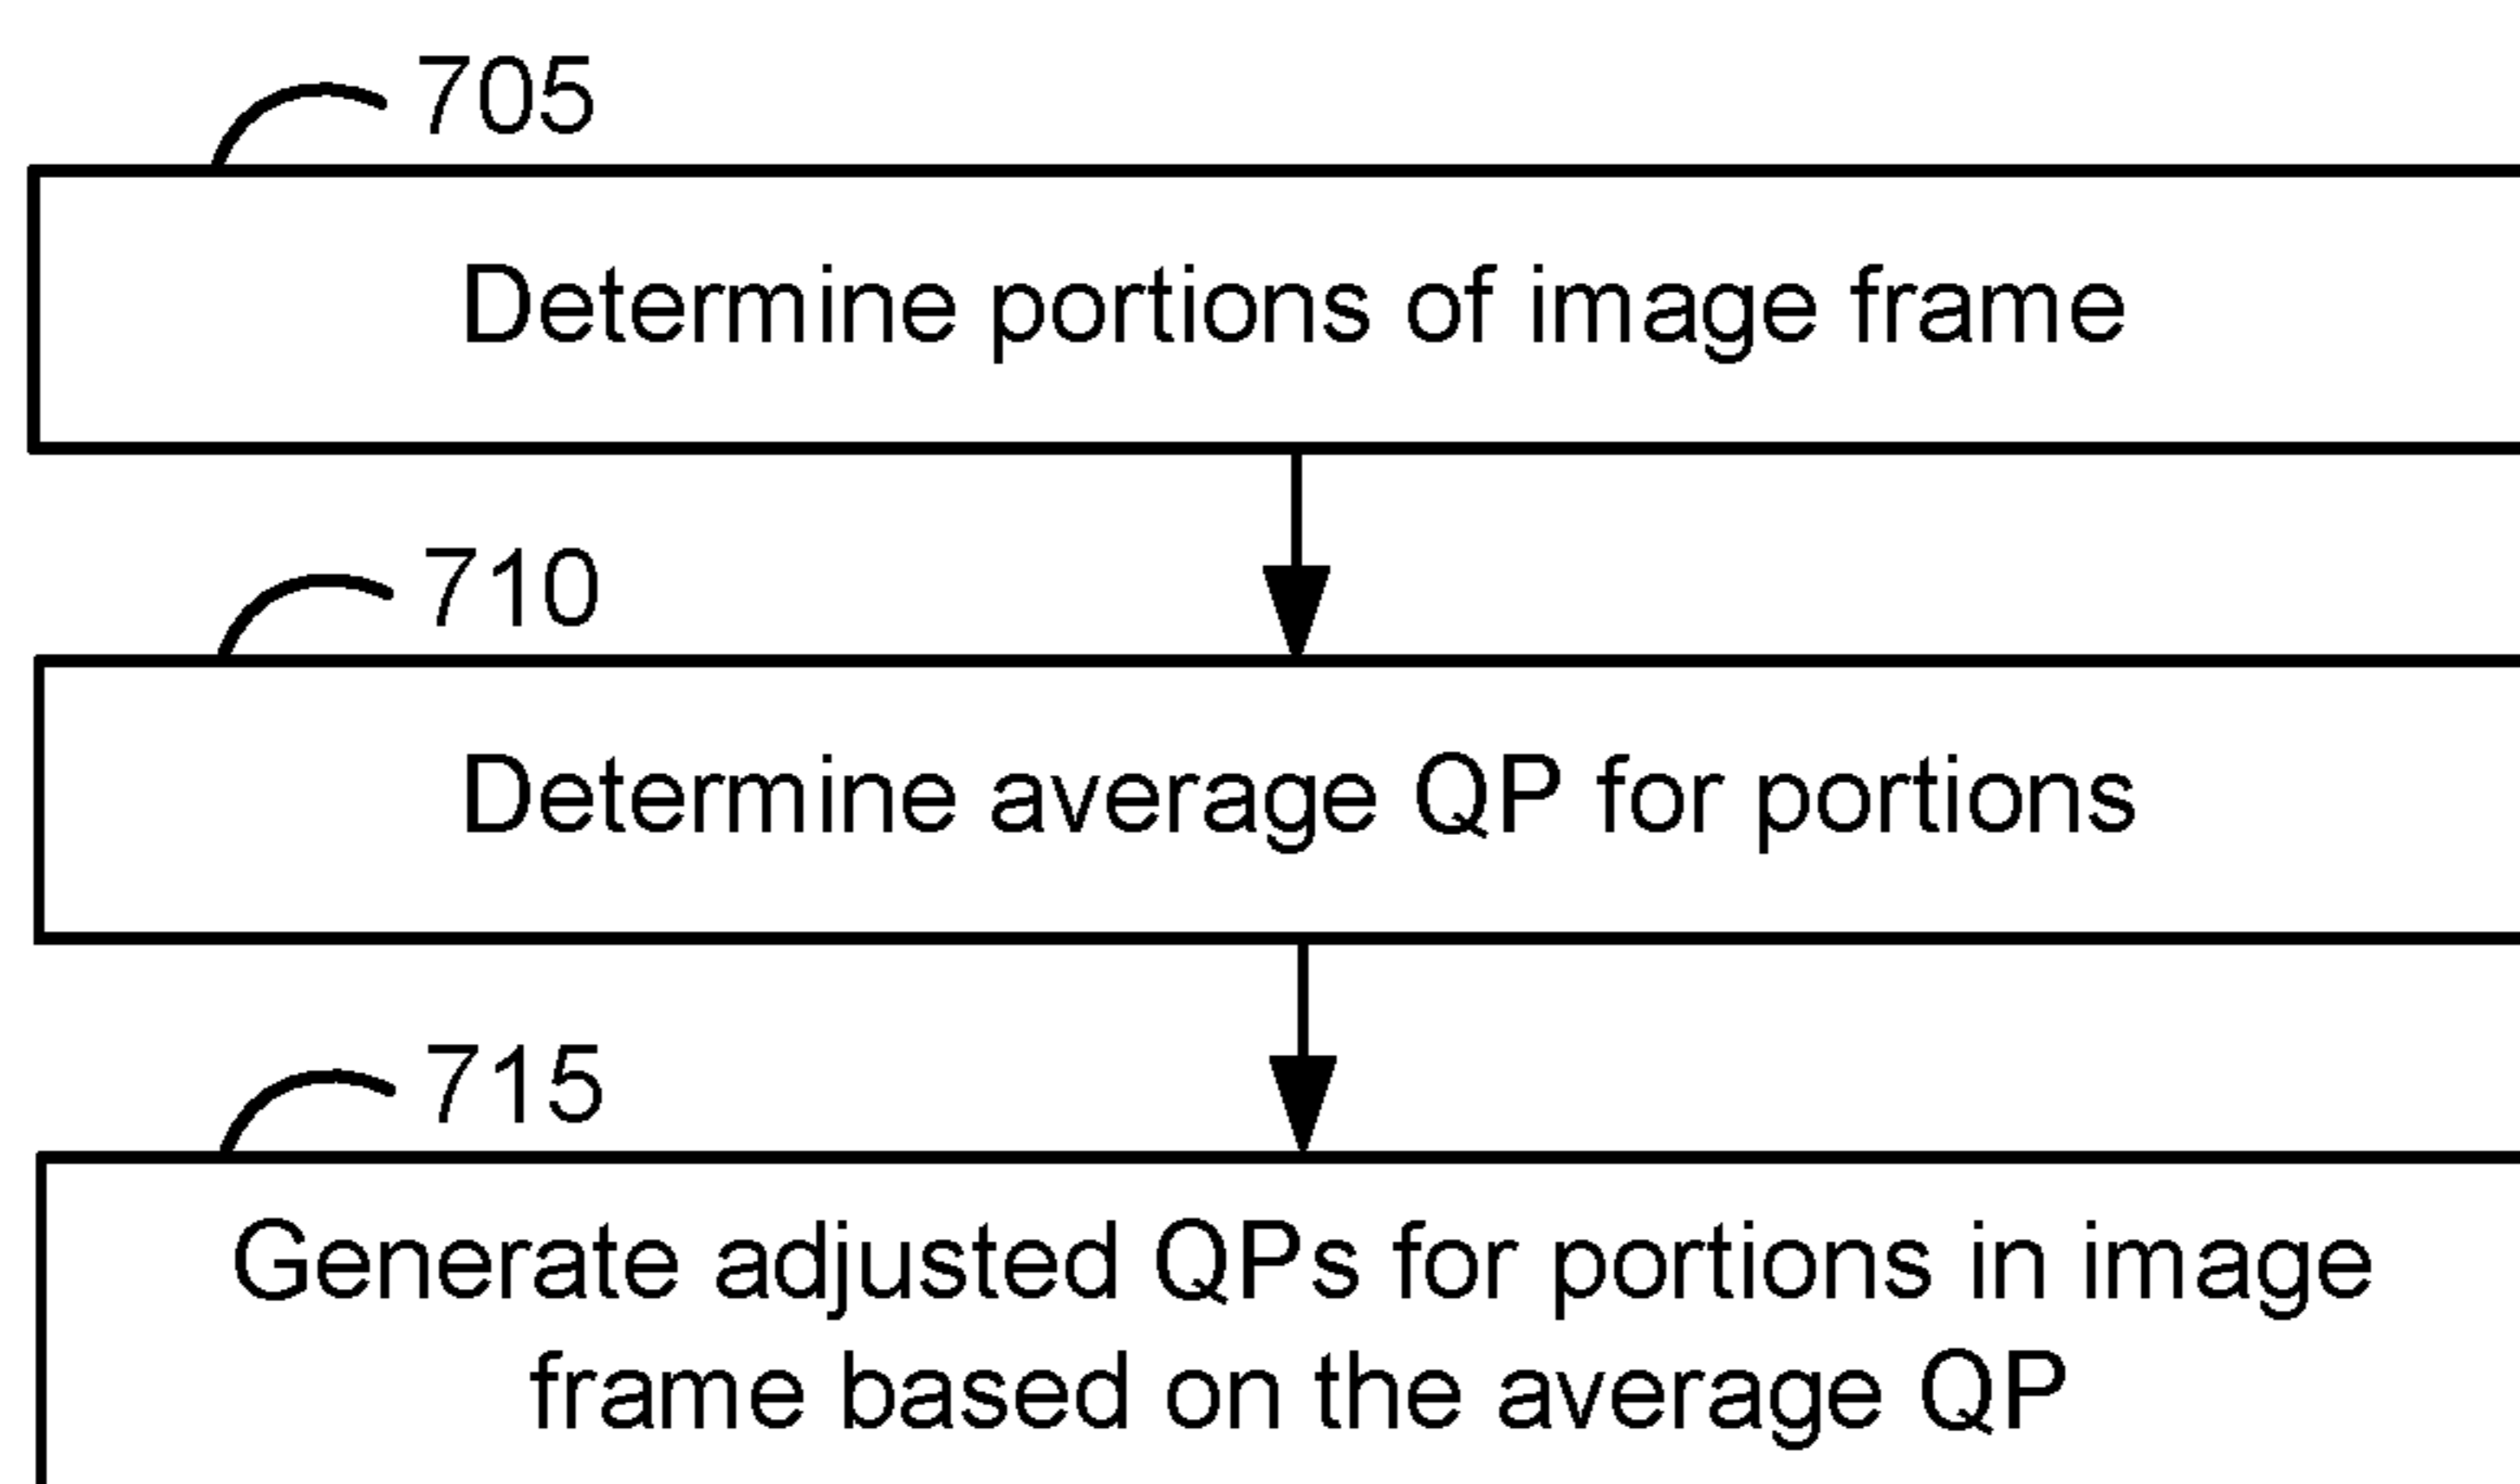 705
Determine portions of image frame
710
Determine average QP for portions
715
Generate adjusted QPs for portions in image
frame based on the average QP